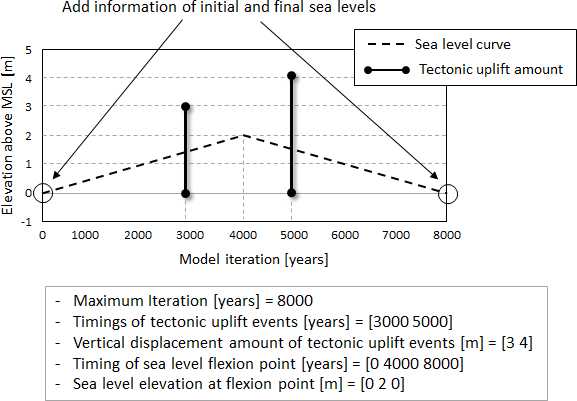 Add information of initial and final sea levels
Sea level curve
Tectonic uplift amount
Elevation above MSL [m]
5
4
3
2
1
0
-1
0 1000 2000 3000 4000 5000 6000 7000 8000
Model iteration [years]
- Maximum Iteration [years] = 8000
- Timings of tectonic uplift events [years] = [3000 5000]
- Vertical displacement amount of tectonic uplift events [m] = [3 4]
- Timing of sea level flexion point [years] = [0 4000 8000]
- Sea level elevation at flexion point [m] = [0 2 0]